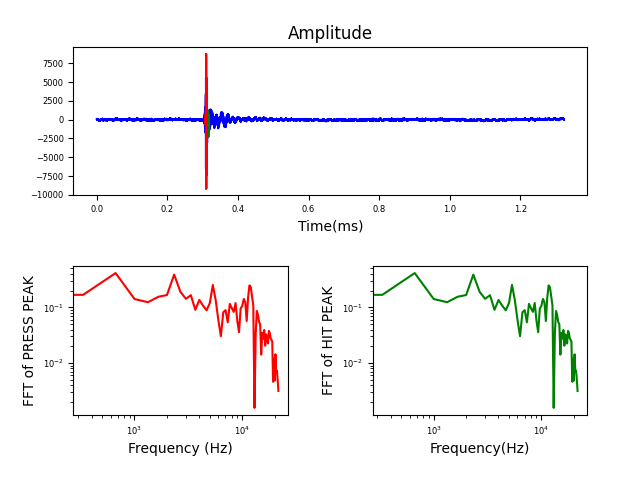 Amplitude
7500
5000
2500
0
−2500
−5000
−7500
−10000
0.0 0.2 0.4 0.6 0.8 1.0 1.2
Time(ms)
FFT of PRESS PEAK
10⁻¹
10⁻²
10³ 10⁴
Frequency (Hz)
FFT of HIT PEAK
10⁻¹
10⁻²
10³ 10⁴
Frequency(Hz)